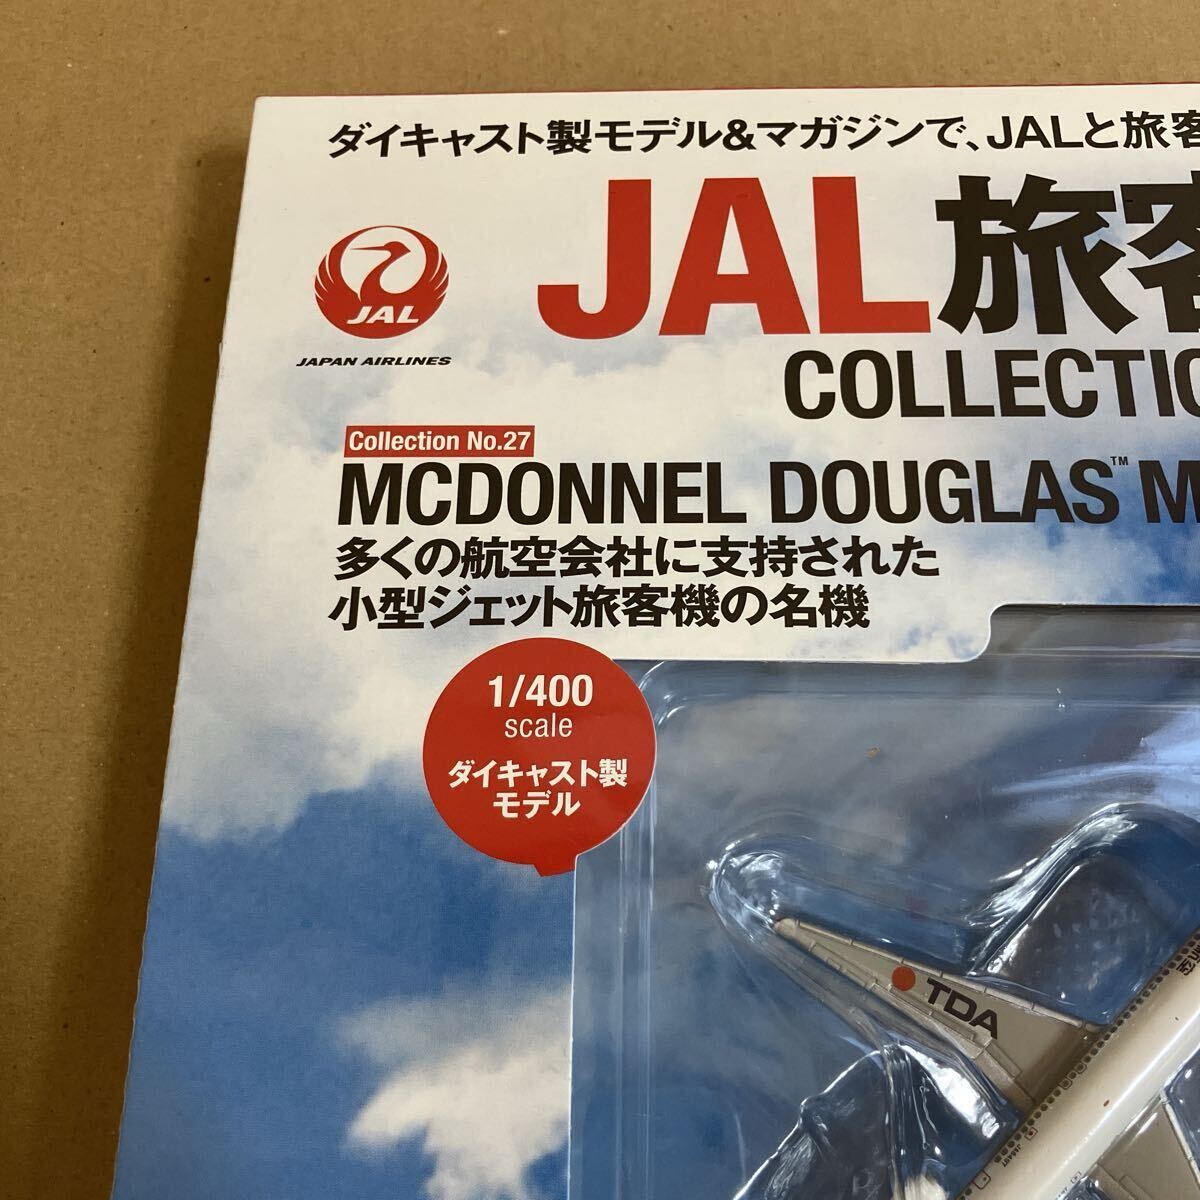 ダイキャスト製モデル&マガジンで、JALと旅客
JAL旅客
COLLECTIO
JAL
JAPAN AIRLINES
Collection No.27
MCDONNEL DOUGLAS™ M
多くの航空会社に支持された
小型ジェット旅客機の名機
1/400
scale
ダイキャスト製
モデル
TDA
航空